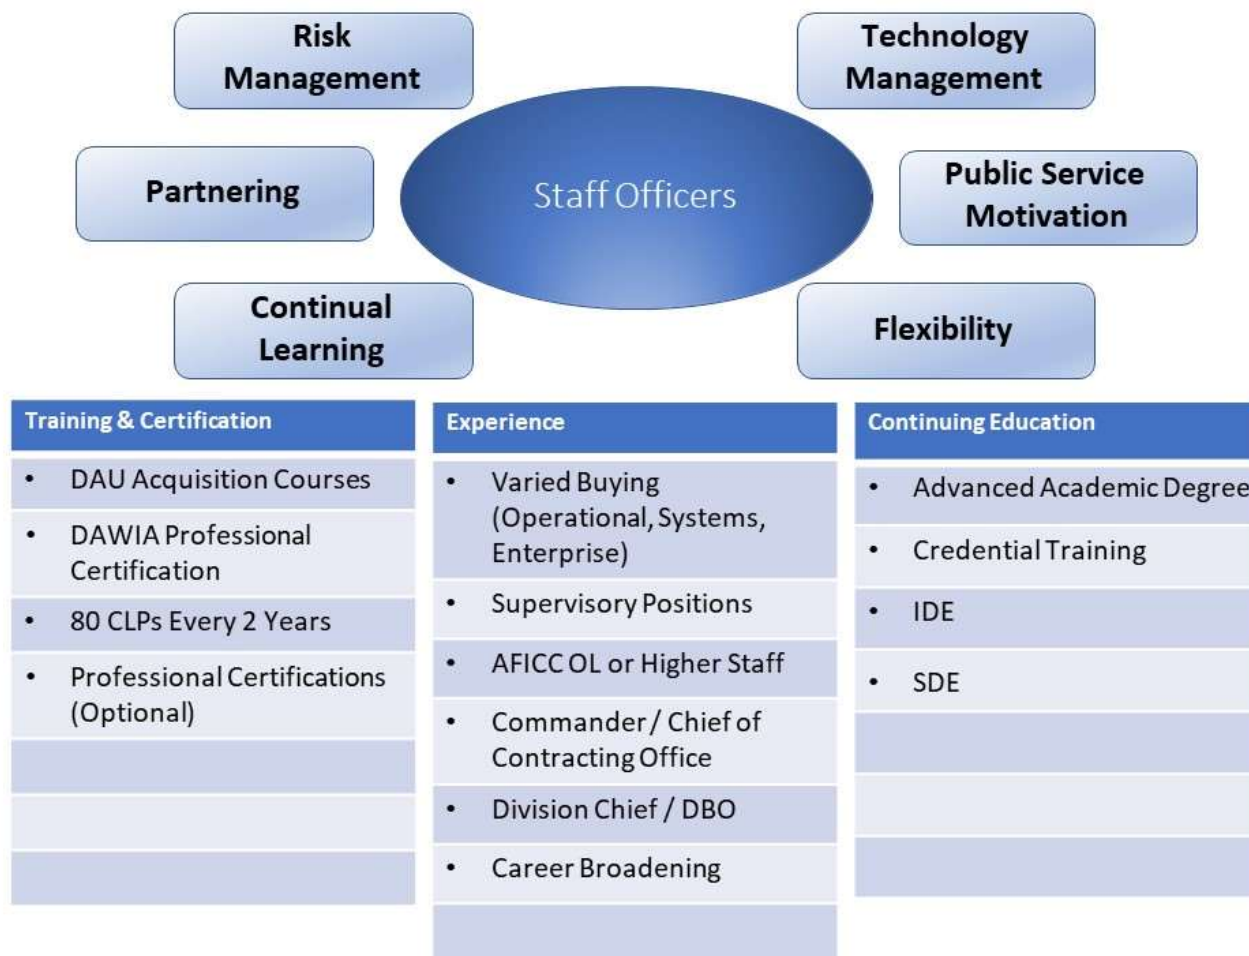 Risk
Management
Technology
Management
Partnering
Staff Officers
Public Service
Motivation
Continual
Learning
Flexibility
Training & Certification
• DAU Acquisition Courses
• DAWIA Professional
Certification
• 80 CLPs Every 2 Years
• Professional Certifications
(Optional)
Experience
• Varied Buying
(Operational, Systems,
Enterprise)
• Supervisory Positions
• AFICC OL or Higher Staff
• Commander / Chief of
Contracting Office
• Division Chief / DBO
• Career Broadening
Continuing Education
• Advanced Academic Degree
• Credential Training
• IDE
• SDE